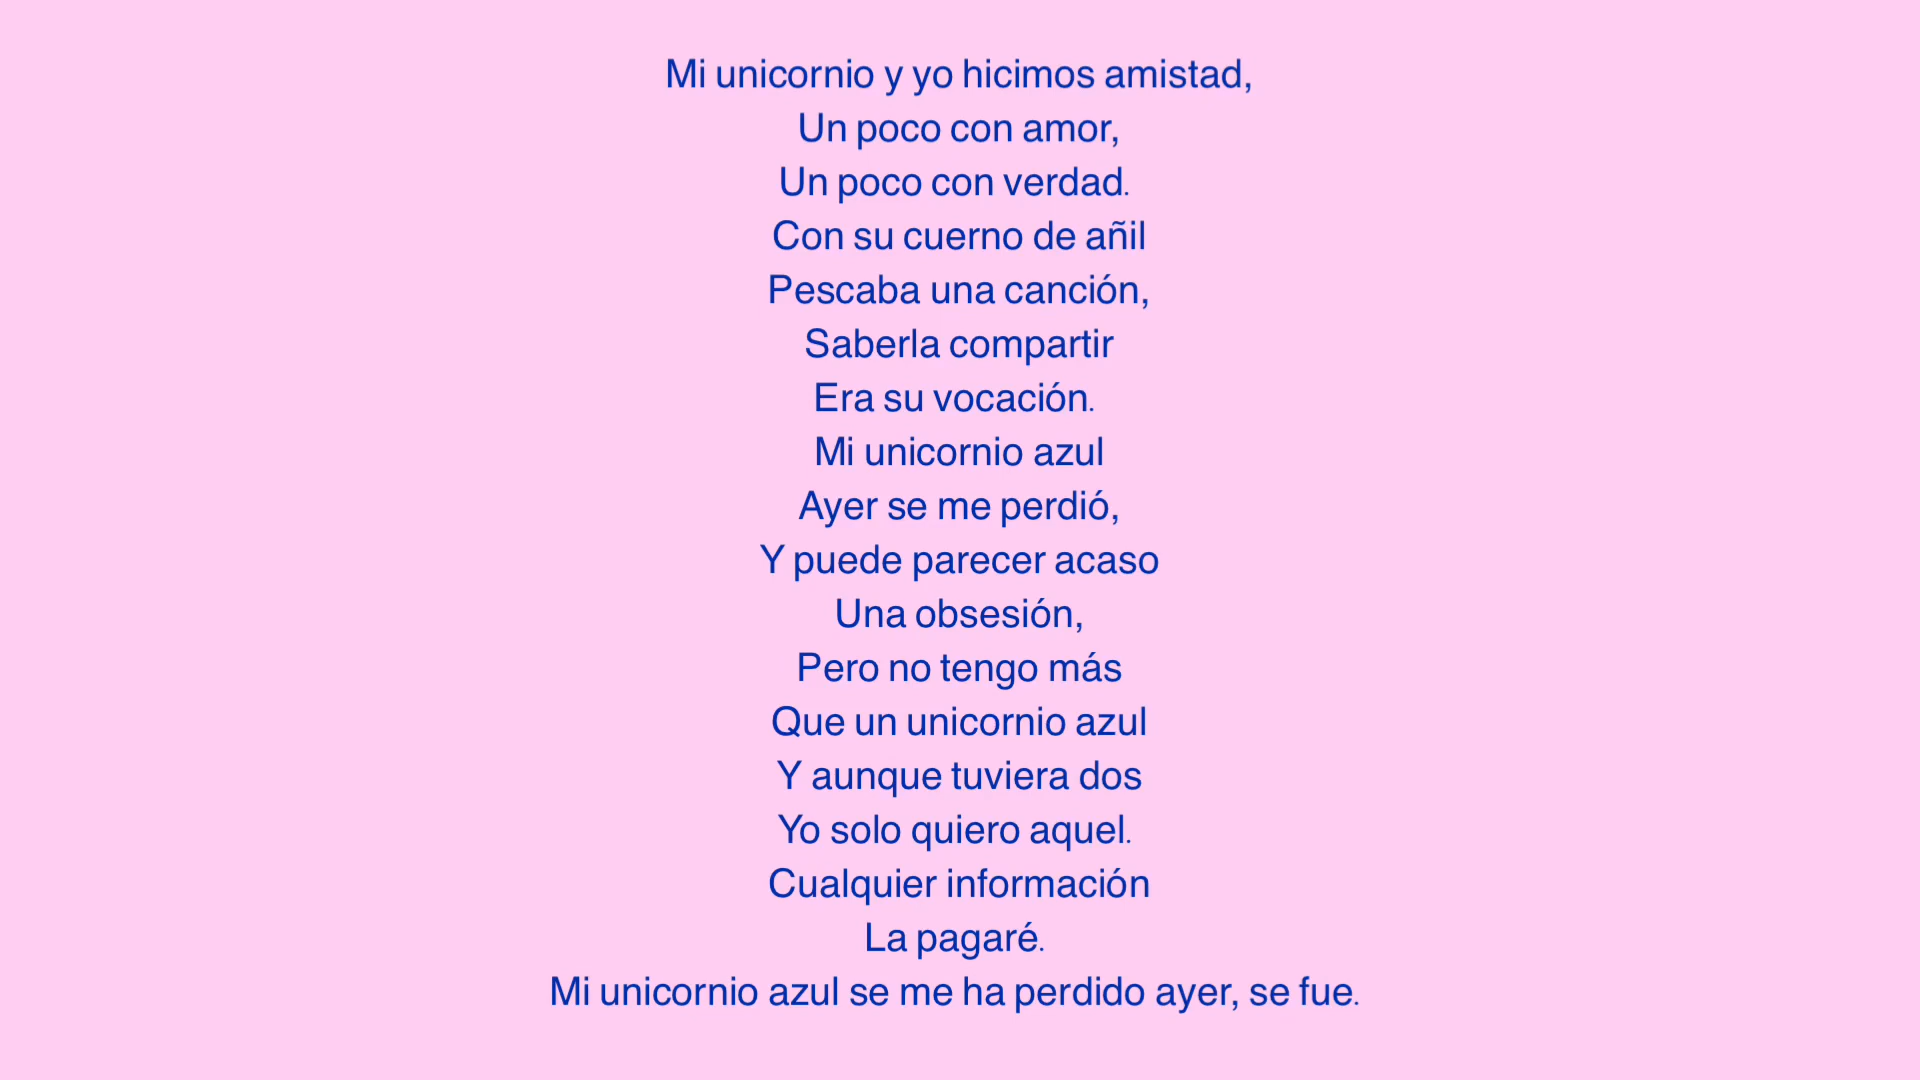 Mi unicornio y yo hicimos amistad,
Un poco con amor,
Un poco con verdad.
Con su cuerno de añil
Pescaba una canción,
Saberla compartir
Era su vocación.
Mi unicornio azul
Ayer se me perdió,
Y puede parecer acaso
Una obsesión,
Pero no tengo más
Que un unicornio azul
Y aunque tuviera dos
Yo solo quiero aquel.
Cualquier información
La pagaré.
Mi unicornio azul se me ha perdido ayer, se fue.